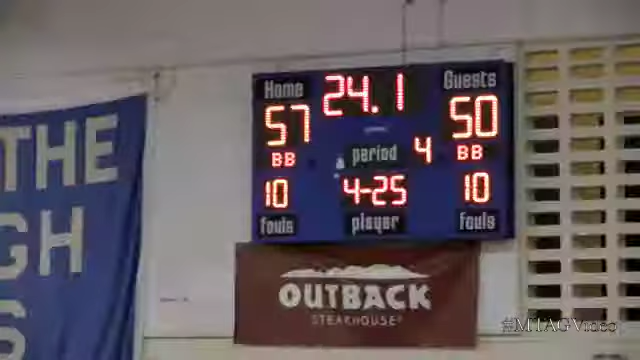 Home 24.1 Guests
57 50
BB period 4 BB
10 4-25 10
fouls player fouls
THE
GH
S
OUTBACK
STEAKHOUSE
#MTAGVideo